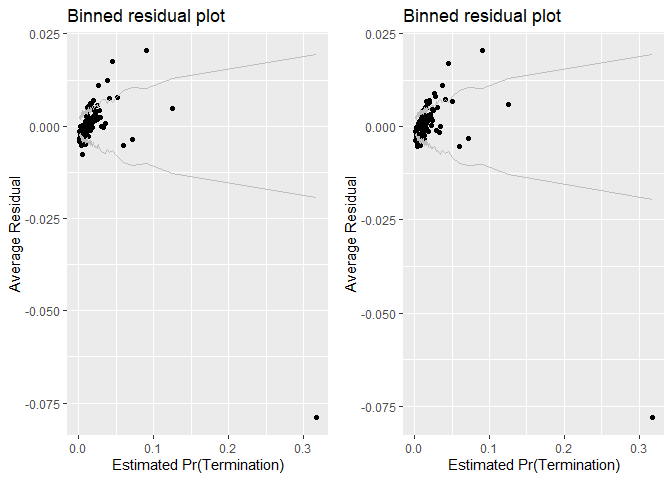 Binned residual plot
0.025
0.000
-0.025
-0.050
-0.075
Average Residual
0.0 0.1 0.2 0.3
Estimated Pr(Termination)
Binned residual plot
0.025
0.000
-0.025
-0.050
-0.075
Average Residual
0.0 0.1 0.2 0.3
Estimated Pr(Termination)